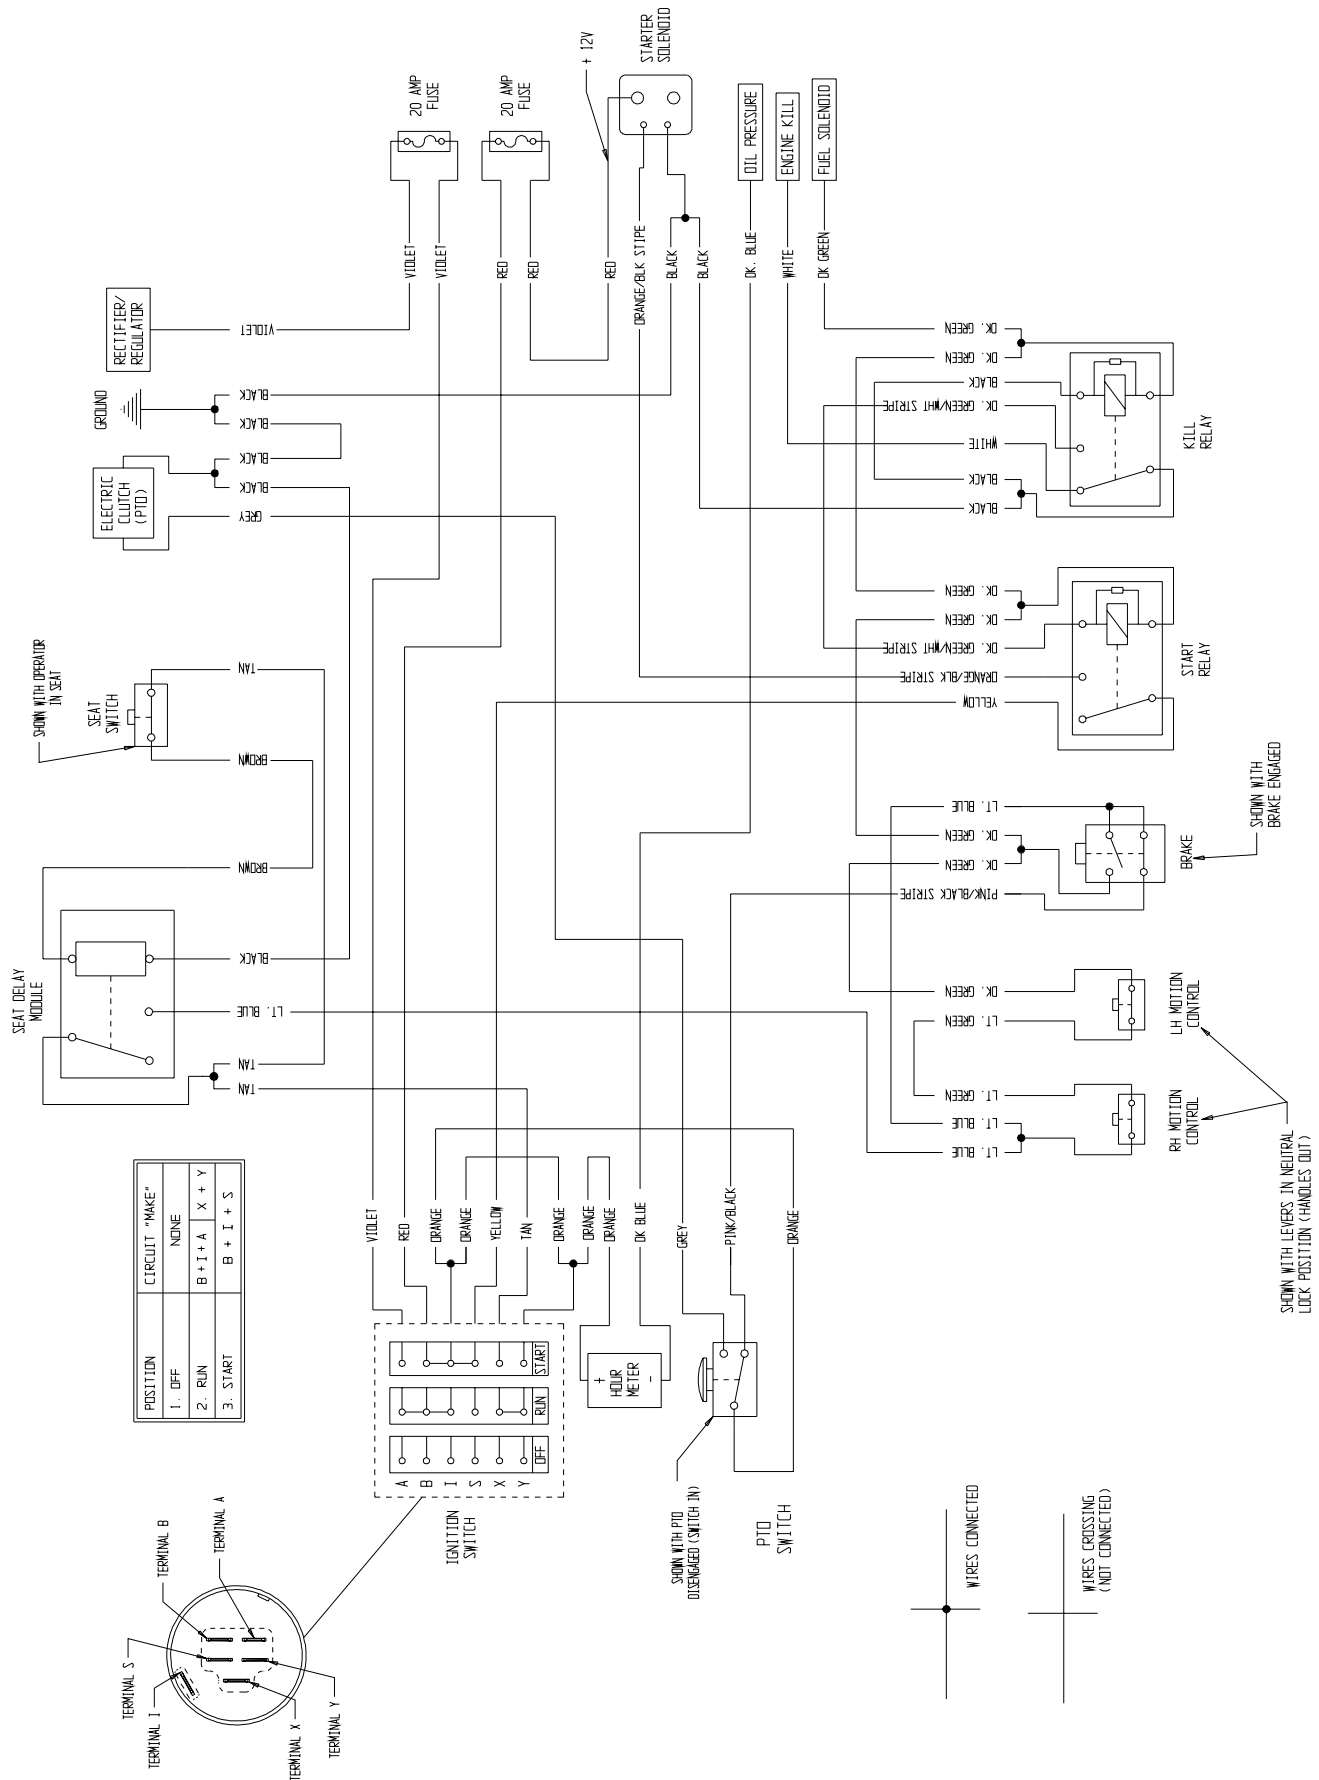 STARTER
SOLENOID
+ 12V
20 AMP
FUSE
20 AMP
FUSE
OIL PRESSURE
ENGINE KILL
FUEL SOLENOID
VIOLET
VIOLET
RED
RED
RED
ORANGE/BLK STIPE
BLACK
BLACK
DK. BLUE
WHITE
DK GREEN
RECTIFIER/
REGULATOR
VIOLET
GROUND
BLACK
BLACK
BLACK
BLACK
GREY
ELECTRIC
CLUTCH
(PTO)
DK. GREEN
DK. GREEN
BLACK
DK. GREEN/WHT STRIPE
WHITE
BLACK
BLACK
KILL
RELAY
DK. GREEN
DK. GREEN
DK. GREEN/WHT STRIPE
ORANGE/BLK STRIPE
YELLOW
START
RELAY
SHOWN WITH OPERATOR
IN SEAT
SEAT
SWITCH
TAN
BROWN
BROWN
BLACK
LT. BLUE
TAN
TAN
SEAT DELAY
MODULE
LT. BLUE
DK. GREEN
DK. GREEN
PINK/BLACK STRIPE
BRAKE
SHOWN WITH
BRAKE ENGAGED
DK. GREEN
LT. GREEN
LH MOTION
CONTROL
LT. GREEN
LT. BLUE
LT. BLUE
RH MOTION
CONTROL
SHOWN WITH LEVERS IN NEUTRAL
LOCK POSITION (HANDLES OUT)
POSITION CIRCUIT "MAKE"
1. OFF NONE
2. RUN B + I + A X + Y
3. START B + I + S
VIOLET
RED
ORANGE
ORANGE
YELLOW
TAN
ORANGE
ORANGE
ORANGE
DK BLUE
GREY
PINK/BLACK
ORANGE
START
RUN
OFF
A
B
I
S
X
Y
IGNITION
SWITCH
+
HOUR
METER
-
SHOWN WITH PTO
DISENGAGED (SWITCH IN)
PTO
SWITCH
TERMINAL A
TERMINAL B
TERMINAL S
TERMINAL I
TERMINAL X
TERMINAL Y
WIRES CONNECTED
WIRES CROSSING
(NOT CONNECTED)